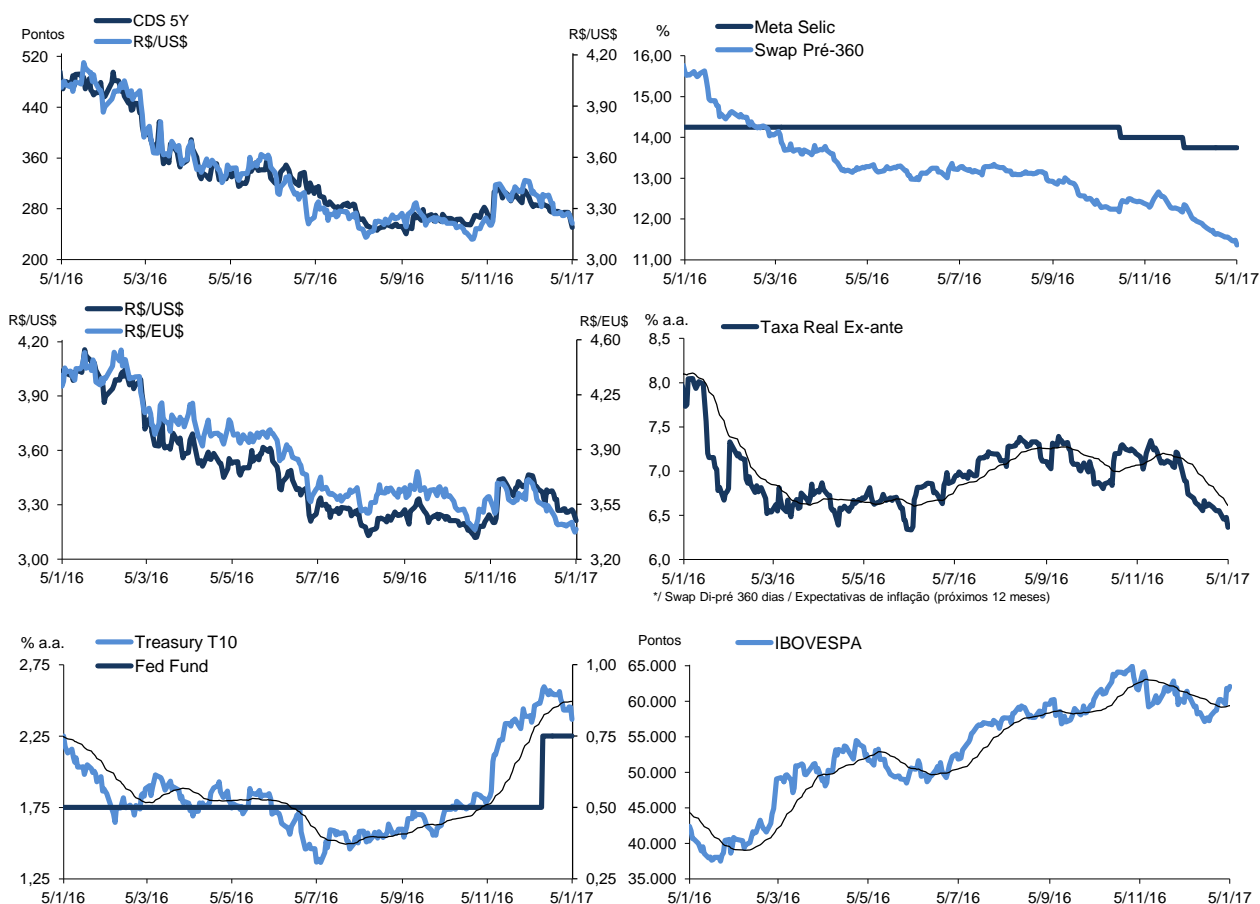 CDS 5Y
R$/US$
Pontos
R$/US$
520
440
360
280
200
4,20
3,90
3,60
3,30
3,00
5/1/16 5/3/16 5/5/16 5/7/16 5/9/16 5/11/16 5/1/17
Meta Selic
Swap Pré-360
%
16,00
15,00
14,00
13,00
12,00
11,00
5/1/16 5/3/16 5/5/16 5/7/16 5/9/16 5/11/16 5/1/17
R$/US$
R$/EU$
R$/US$
R$/EU$
4,20
3,90
3,60
3,30
3,00
4,60
4,25
3,90
3,55
3,20
5/1/16 5/3/16 5/5/16 5/7/16 5/9/16 5/11/16 5/1/17
% a.a.
Taxa Real Ex-ante
8,5
8,0
7,5
7,0
6,5
6,0
5/1/16 5/3/16 5/5/16 5/7/16 5/9/16 5/11/16 5/1/17
*/ Swap Di-pré 360 dias / Expectativas de inflação (próximos 12 meses)
% a.a.
Treasury T10
Fed Fund
2,75
2,25
1,75
1,25
1,00
0,75
0,50
0,25
5/1/16 5/3/16 5/5/16 5/7/16 5/9/16 5/11/16 5/1/17
Pontos
IBOVESPA
65.000
60.000
55.000
50.000
45.000
40.000
35.000
5/1/16 5/3/16 5/5/16 5/7/16 5/9/16 5/11/16 5/1/17